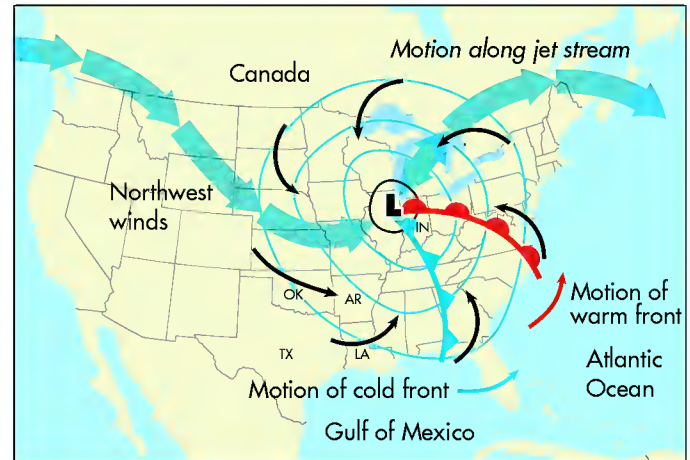 Motion along jet stream
Canada
Northwest
winds
L
IN
OK
AR
TX
LA
Motion of
warm front
Motion of cold front
Atlantic
Ocean
Gulf of Mexico